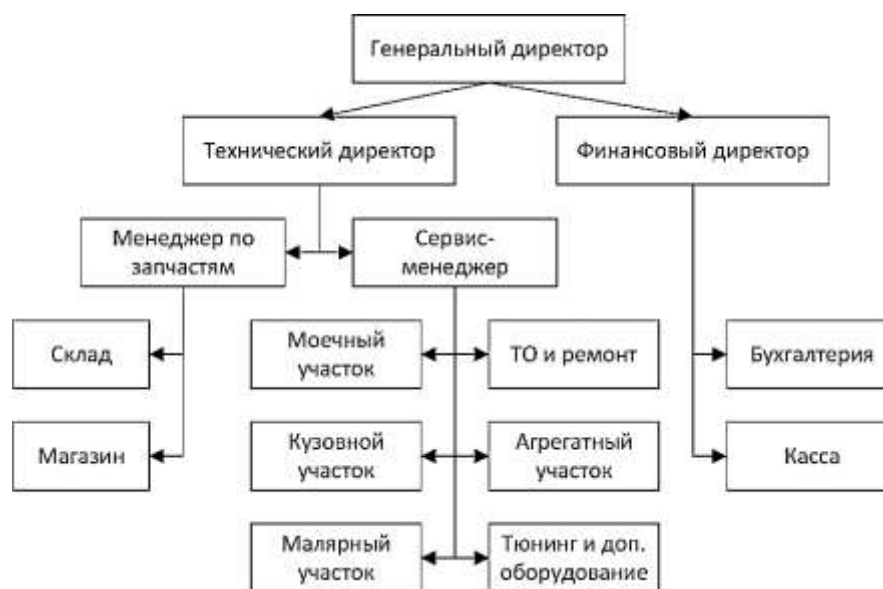 Генеральный директор
Технический директор
Финансовый директор
Менеджер по
запчастям
Сервис-
менеджер
Склад
Моечный
участок
ТО и ремонт
Бухгалтерия
Магазин
Кузовной
участок
Агрегатный
участок
Касса
Малярный
участок
Тюнинг и доп.
оборудование